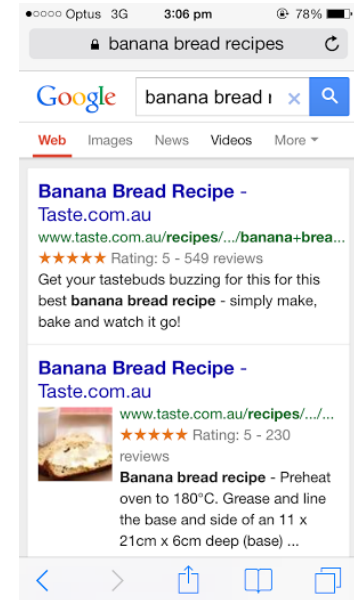 Optus 3G 3:06 pm 78%
banana bread recipes
Google banana bread
Web Images News Videos More
Banana Bread Recipe -
Taste.com.au
www.taste.com.au/recipes/.../banana+brea...
Rating: 5 - 549 reviews
Get your tastebuds buzzing for this for this
best banana bread recipe - simply make,
bake and watch it go!
Banana Bread Recipe -
Taste.com.au
www.taste.com.au/recipes/.../...
Rating: 5 - 230
reviews
Banana bread recipe - Preheat
oven to 180°C. Grease and line
the base and side of an 11 x
21cm x 6cm deep (base) ...